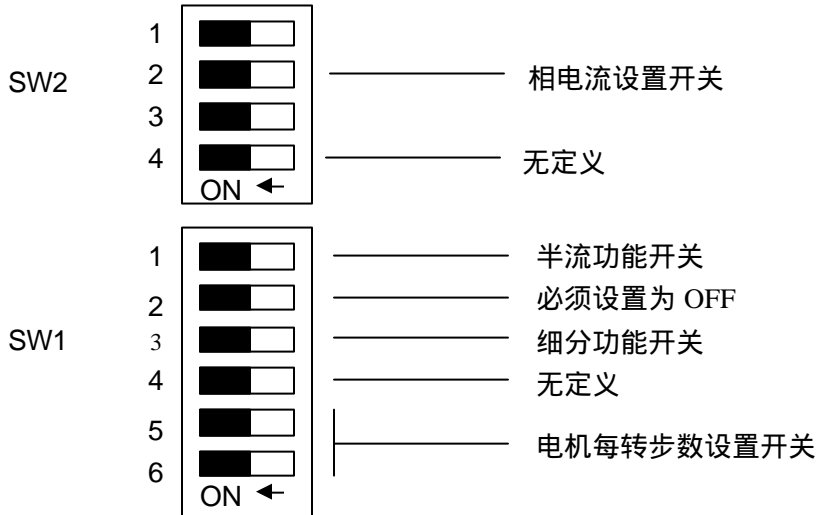 1
SW2 2 相电流设置开关
3
4 无定义
ON
1 半流功能开关
2 必须设置为 OFF
SW1 3 细分功能开关
4 无定义
5
电机每转步数设置开关
6
ON